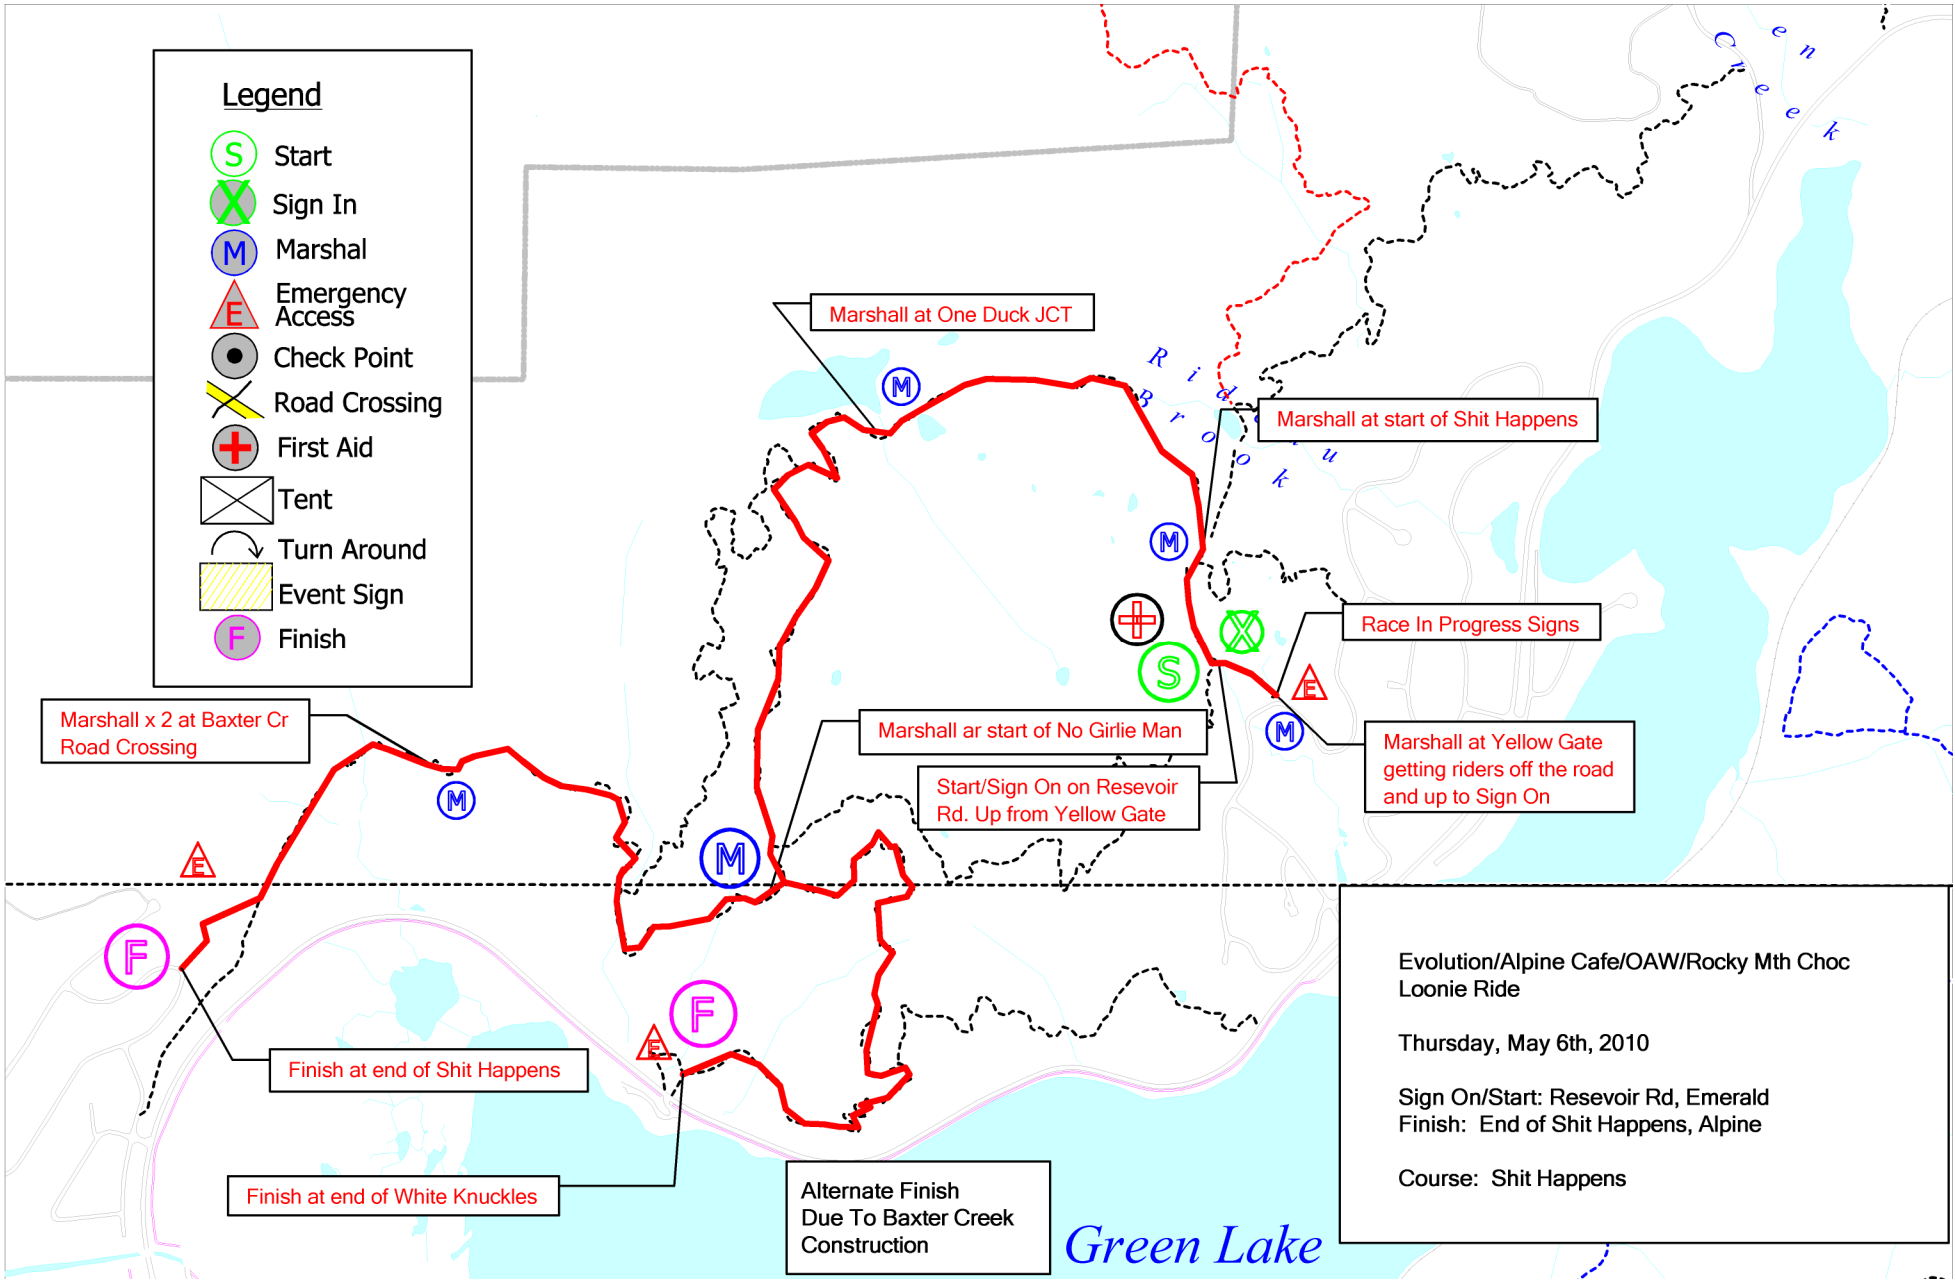 Legend
S Start
X Sign In
M Marshal
E Emergency
Access
Check Point
Road Crossing
First Aid
Tent
Turn Around
Event Sign
F Finish
en
Creek
Marshall at One Duck JCT
M
Brook
Marshall at start of Shit Happens
M
X
S
Race In Progress Signs
E
M
Marshall x 2 at Baxter Cr
Road Crossing
Marshall ar start of No Girlie Man
Marshall at Yellow Gate
getting riders off the road
and up to Sign On
Start/Sign On on Resevoir
Rd. Up from Yellow Gate
M
M
E
F
F
E
Finish at end of Shit Happens
Finish at end of White Knuckles
Alternate Finish
Due To Baxter Creek
Construction
Green Lake
Evolution/Alpine Cafe/OAW/Rocky Mth Choc
Loonie Ride
Thursday, May 6th, 2010
Sign On/Start: Resevoir Rd, Emerald
Finish: End of Shit Happens, Alpine
Course: Shit Happens